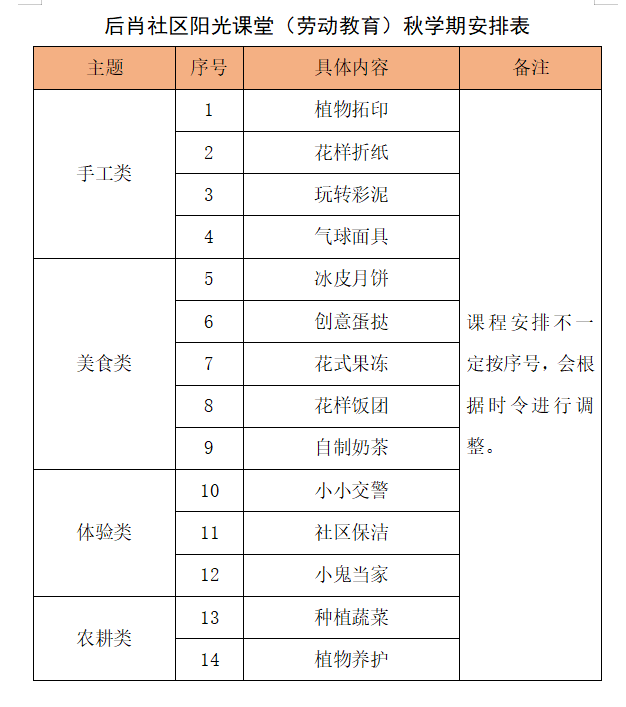 后肖社区阳光课堂（劳动教育）秋学期安排表
主题 序号 具体内容 备注
手工类
1 植物拓印
2 花样折纸
3 玩转彩泥
4 气球面具
美食类
5 冰皮月饼
6 创意蛋挞
7 花式果冻
8 花样饭团
9 自制奶茶
体验类
10 小小交警
11 社区保洁
12 小鬼当家
农耕类
13 种植蔬菜
14 植物养护
课程安排不一
定按序号，会根
据时令进行调
整。